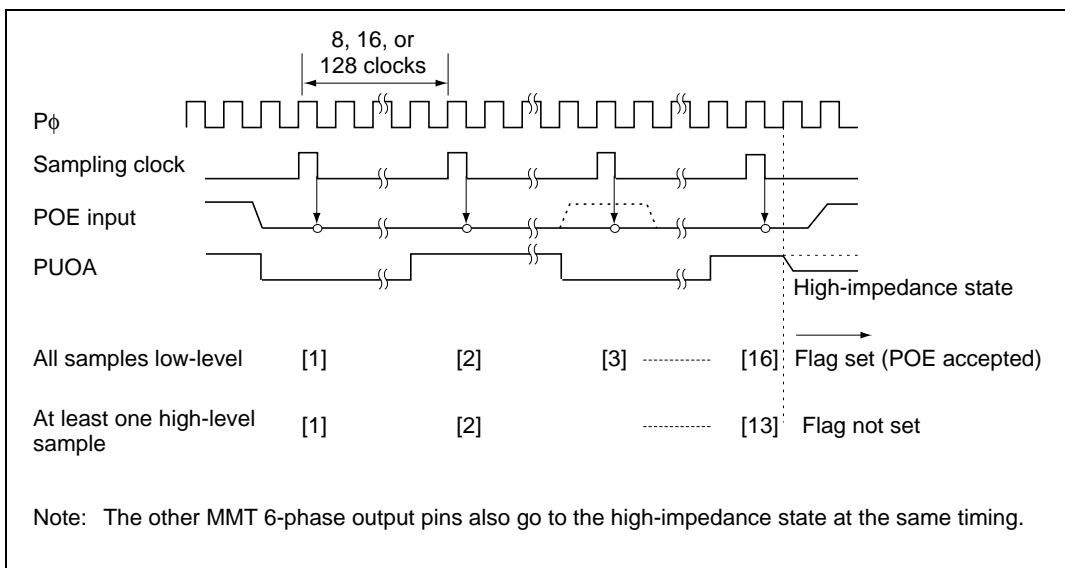 8, 16, or
128 clocks
Pϕ
Sampling clock
POE input
PUOA
High-impedance state
All samples low-level [1] [2] [3] [16] Flag set (POE accepted)
At least one high-level
sample [1] [2] [13] Flag not set
Note: The other MMT 6-phase output pins also go to the high-impedance state at the same timing.